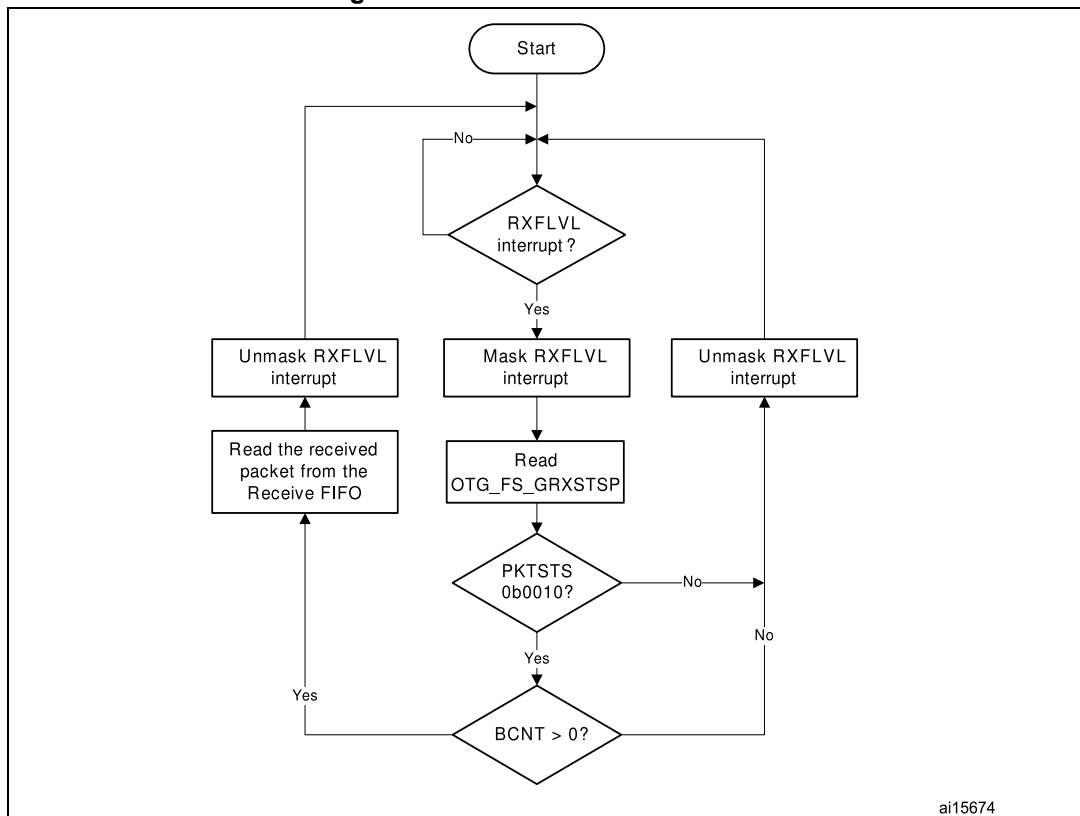 Start
No
RXFLVL
interrupt?
Yes
Unmask RXFLVL
interrupt
Mask RXFLVL
interrupt
Unmask RXFLVL
interrupt
Read the received
packet from the
Receive FIFO
Read
OTG_FS_GRXSTSP
PKTSTS
0b0010?
No
No
Yes
Yes
BCNT > 0?
ai15674